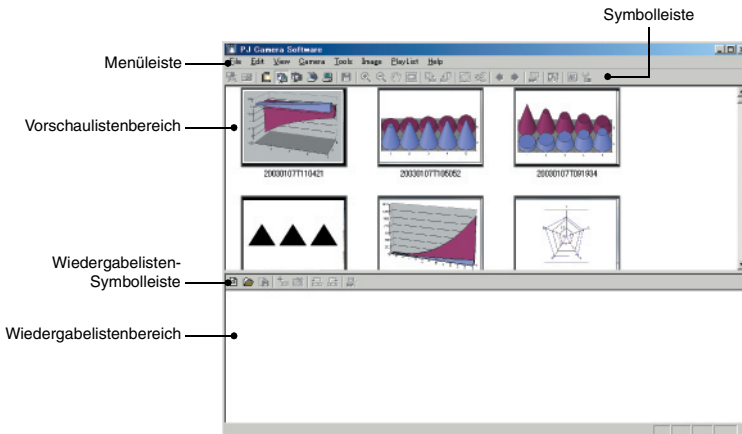 Symbolleiste
PJ Camera Software
Menüleiste
File Edit View Camera Tools Image PlayList Help
Vorschaulistenbereich
20030107T110421 20030107T105052 20030107T091934
Wiedergabelisten-
Symbolleiste
Wiedergabelistenbereich